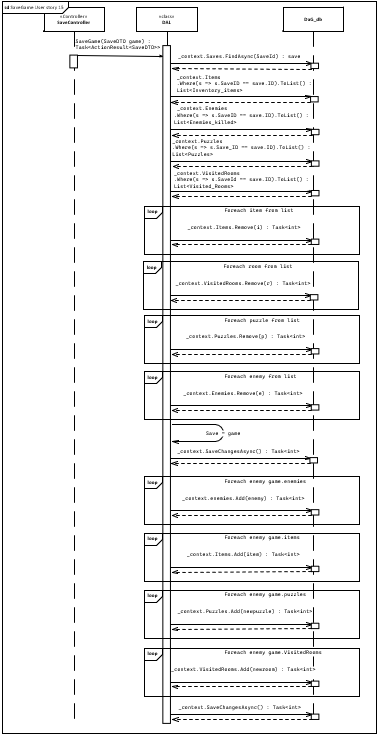 sd SaveGame User story 15
«Controller»
SaveController
«class»
DAL
DaG_db
SaveGame(SaveDTO game) :
Task<ActionResult<SaveDTO>>
_context.Saves.FindAsync(SaveId) : save
_context.Items
.Where(s => s.SaveID == save.ID).ToList() :
List<Isventory_items>
_context.Enemies
.Where(s => s.SaveID == save.ID).ToList() :
List<Enemies_killed>
_context.Puzzles
.Where(s => s.Save_ID == save.ID).ToList() :
List<Puzzles>
_context.VisitedRooms
.Where(s => s.SaveId == save.ID).ToList() :
List<Visited_Rooms>
loop
Foreach item from list
_context.Items.Remove(i) : Task<int>
loop
Foreach room from list
_context.VisitedRooms.Remove(r) : Task<int>
loop
Foreach puzzle from list
_context.Puzzles.Remove(p) : Task<int>
loop
Foreach enemy from list
_context.Enemies.Remove(e) : Task<int>
Save = game
_context.SaveChangesAsync() : Task<int>
loop
Foreach enemy game.enemies
_context.enemies.Add(enemy) : Task<int>
loop
Foreach enemy game.items
_context.Items.Add(item) : Task<int>
loop
Foreach enemy game.puzzles
_context.Puzzles.Add(newpuzzle) : Task<int>
loop
Foreach enemy game.VisitedRooms
_context.VisitedRooms.Add(newroom) : Task<int>
_context.SaveChangesAsync() : Task<int>